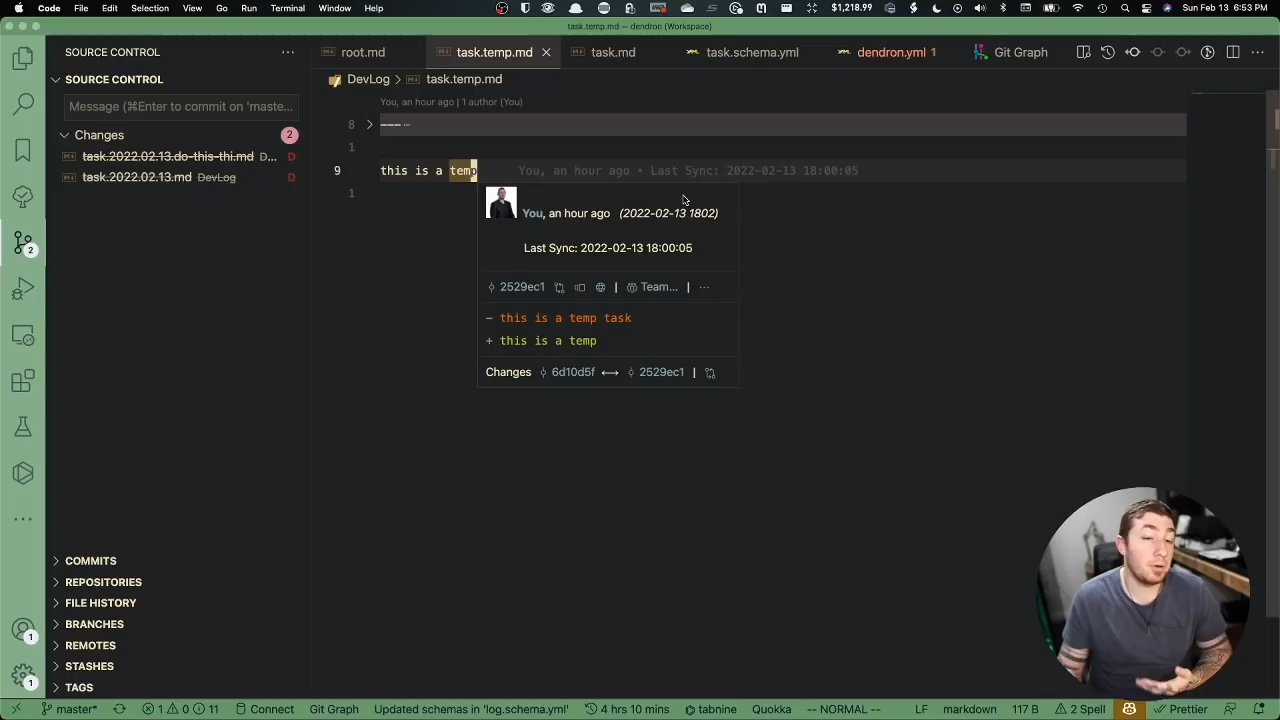 Code File Edit Selection View Go Run Terminal Window Help $1,218.99 Sun Feb 13 6:53 PM
task.temp.md — dendron (Workspace)
SOURCE CONTROL ···
root.md task.temp.md task.md task.schema.yml dendron.yml 1 Git Graph
SOURCE CONTROL
DevLog > task.temp.md
Message (⌘Enter to commit on 'maste...
You, an hour ago | 1 author (You)
8 > ---···
Changes 2
1
task.2022.02.13.do-this-thi.md D... D
9 this is a temp You, an hour ago • Last Sync: 2022-02-13 18:00:05
task.2022.02.13.md DevLog D
1
You, an hour ago (2022-02-13 1802)
Last Sync: 2022-02-13 18:00:05
2
2529ec1 | Team... | ···
- this is a temp task
+ this is a temp
Changes 6d10d5f ⟷ 2529ec1 |
COMMITS
REPOSITORIES
FILE HISTORY
BRANCHES
REMOTES
1
STASHES
1
TAGS
master* 1 0 11 Connect Git Graph Updated schemas in 'log.schema.yml' 4 hrs 10 mins tabnine Quokka -- NORMAL -- LF markdown 117 B 2 Spell Prettier